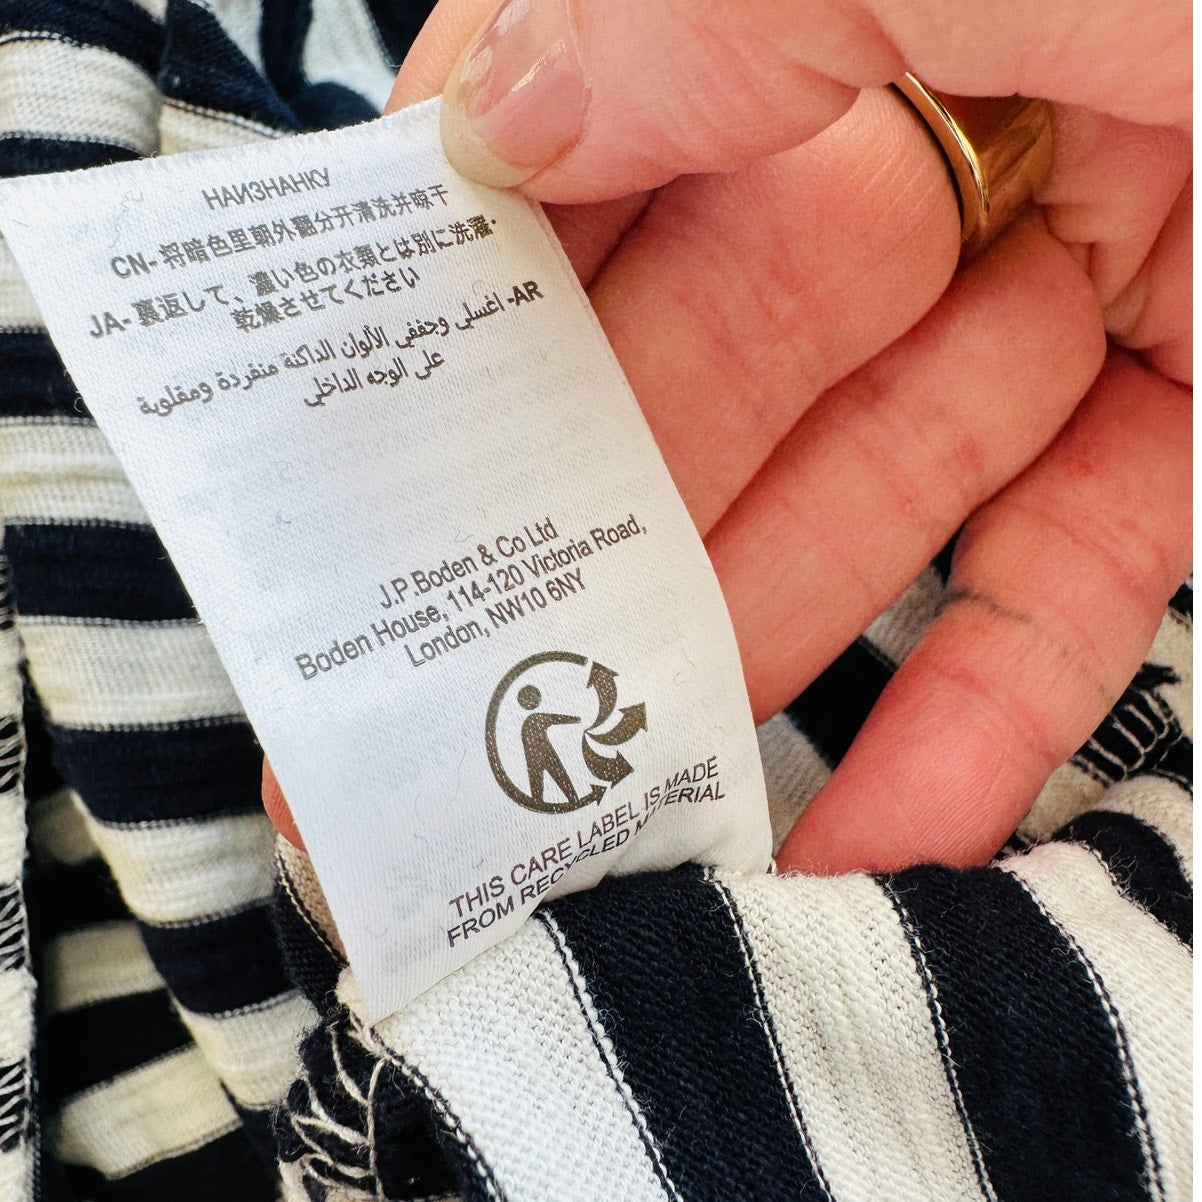 НАИЗНАНКУ
CN- 将暗色里朝外翻分开清洗并晾干
JA- 裏返して、濃い色の衣類とは別に洗濯・
乾燥させてください
AR- اغسلي وجففي الألوان الداكنة منفردة ومقلوبة
على الوجه الداخلي
J.P.Boden & Co Ltd
Boden House, 114-120 Victoria Road,
London, NW10 6NY
THIS CARE LABEL IS MADE
FROM RECYCLED MATERIAL